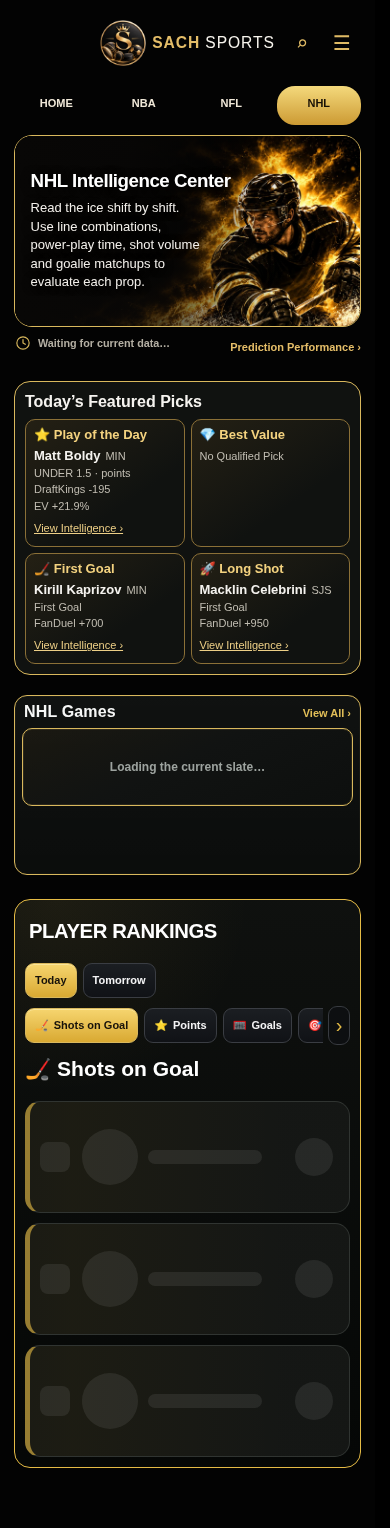 S
SACH SPORTS
HOME NBA NFL NHL
NHL Intelligence Center
Read the ice shift by shift.
Use line combinations,
power-play time, shot volume
and goalie matchups to
evaluate each prop.
Waiting for current data…
Prediction Performance ›
Today’s Featured Picks
⭐ Play of the Day
Matt Boldy MIN
UNDER 1.5 · points
DraftKings -195
EV +21.9%
View Intelligence ›
💎 Best Value
No Qualified Pick
🏒 First Goal
Kirill Kaprizov MIN
First Goal
FanDuel +700
View Intelligence ›
🚀 Long Shot
Macklin Celebrini SJS
First Goal
FanDuel +950
View Intelligence ›
NHL Games
View All ›
Loading the current slate…
PLAYER RANKINGS
Today Tomorrow
🏒 Shots on Goal ⭐ Points 🥅 Goals 🎯 ›
🏒 Shots on Goal